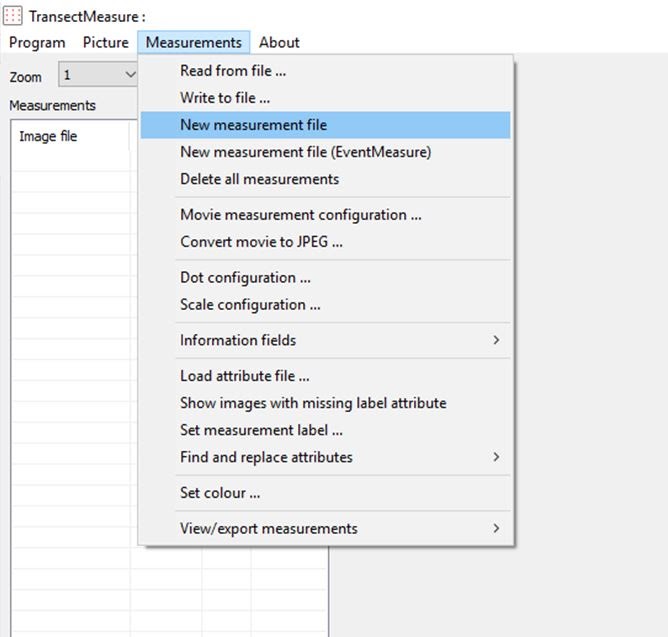 TransectMeasure :
Program Picture Measurements About
Zoom 1
Measurements
Image file
Read from file ...
Write to file ...
New measurement file
New measurement file (EventMeasure)
Delete all measurements
Movie measurement configuration ...
Convert movie to JPEG ...
Dot configuration ...
Scale configuration ...
Information fields
Load attribute file ...
Show images with missing label attribute
Set measurement label ...
Find and replace attributes
Set colour ...
View/export measurements